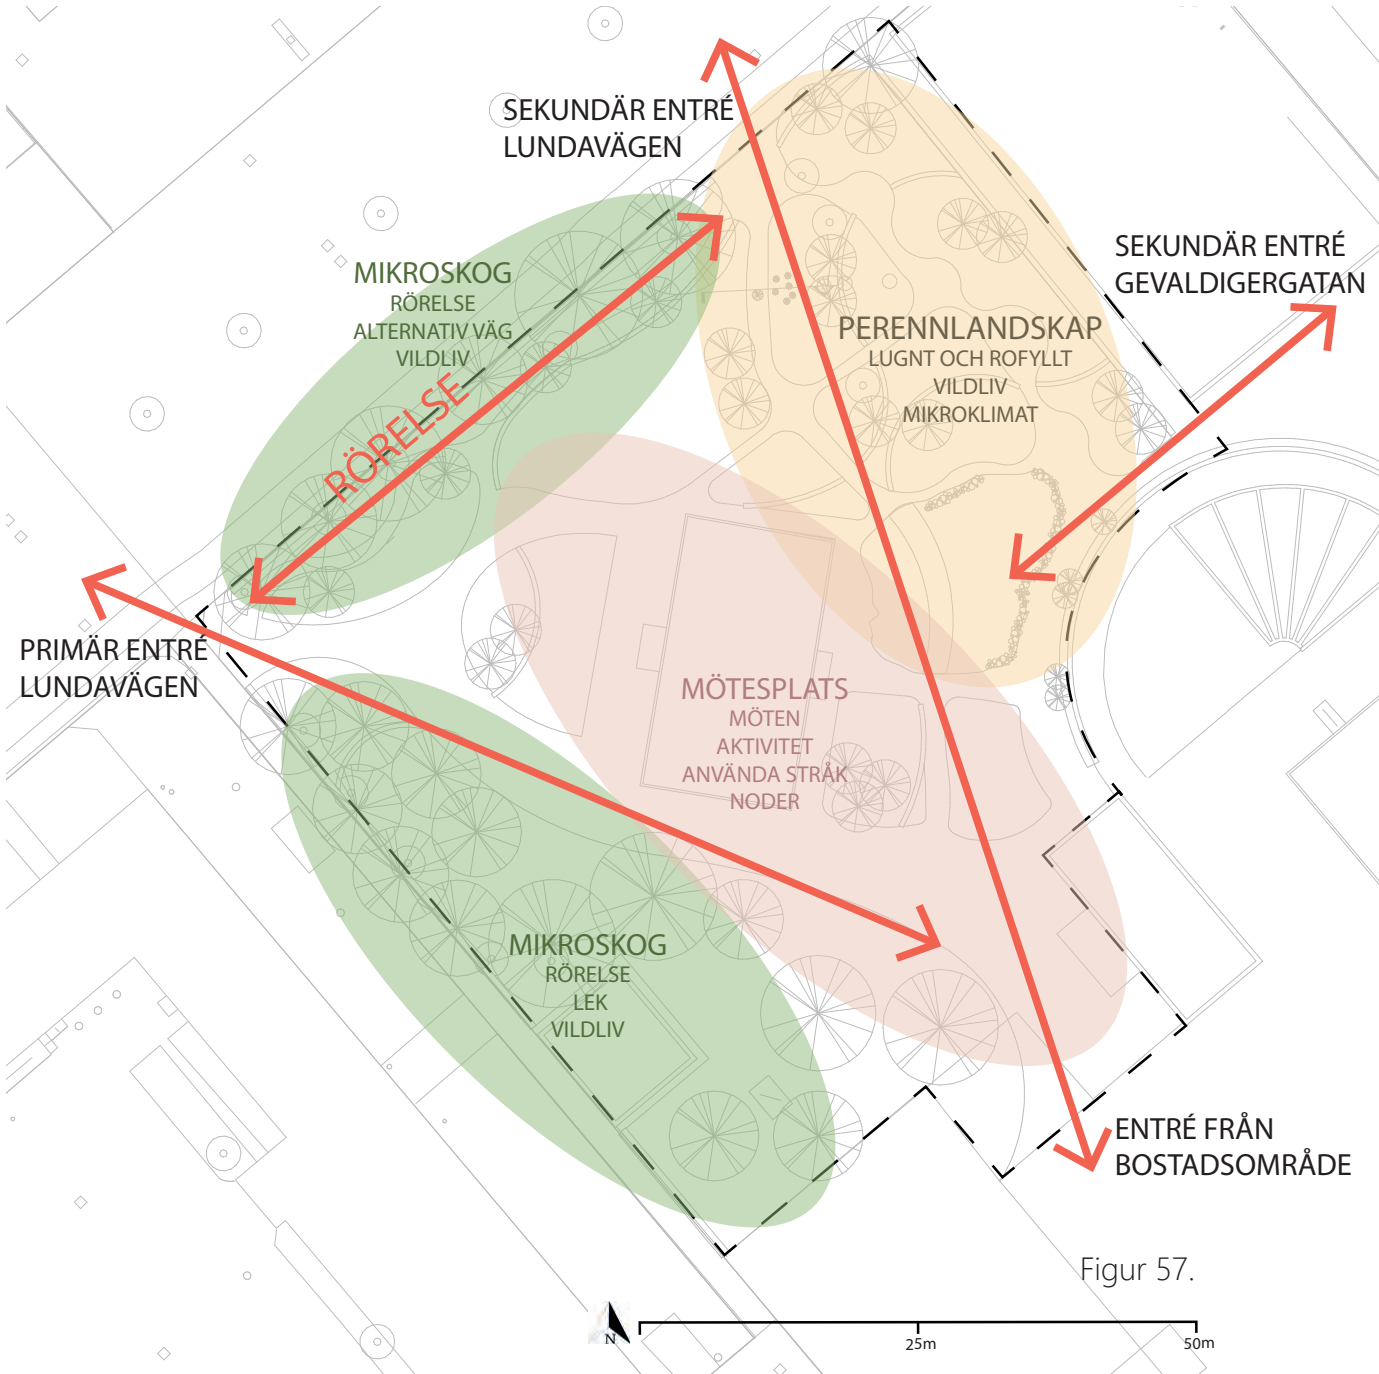 SEKUNDÄR ENTRÉ
LUNDAVÄGEN
SEKUNDÄR ENTRÉ
GEVALDIGERGATAN
MIKROSKOG
RÖRELSE
ALTERNATIV VÄG
VILDLIV
RÖRELSE
PERENNLANDSKAP
LUGNT OCH ROFYLLT
VILDLIV
MIKROKLIMAT
PRIMÄR ENTRÉ
LUNDAVÄGEN
MÖTESPLATS
MÖTEN
AKTIVITET
ANVÄNDA STRÅK
NODER
MIKROSKOG
RÖRELSE
LEK
VILDLIV
ENTRÉ FRÅN
BOSTADSOMRÅDE
Figur 57.
N
25m
50m